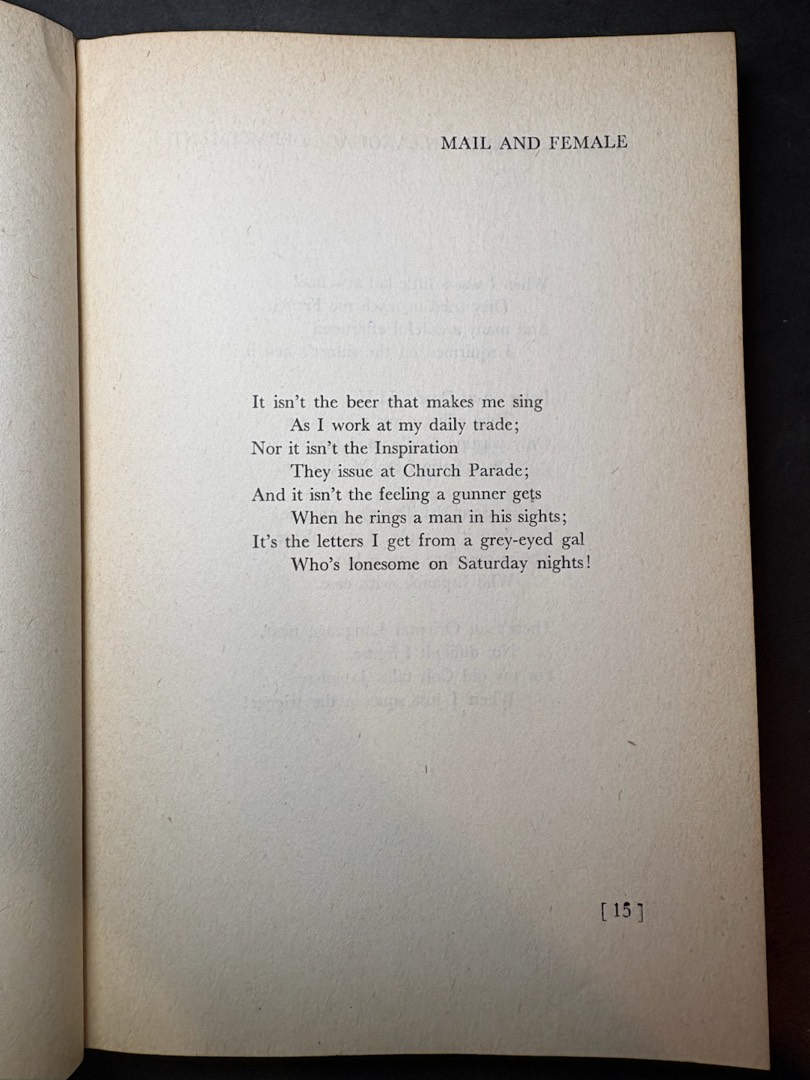 MAIL AND FEMALE
It isn't the beer that makes me sing
As I work at my daily trade;
Nor it isn't the Inspiration
They issue at Church Parade;
And it isn't the feeling a gunner gets
When he rings a man in his sights;
It's the letters I get from a grey-eyed gal
Who's lonesome on Saturday nights!
[ 15 ]